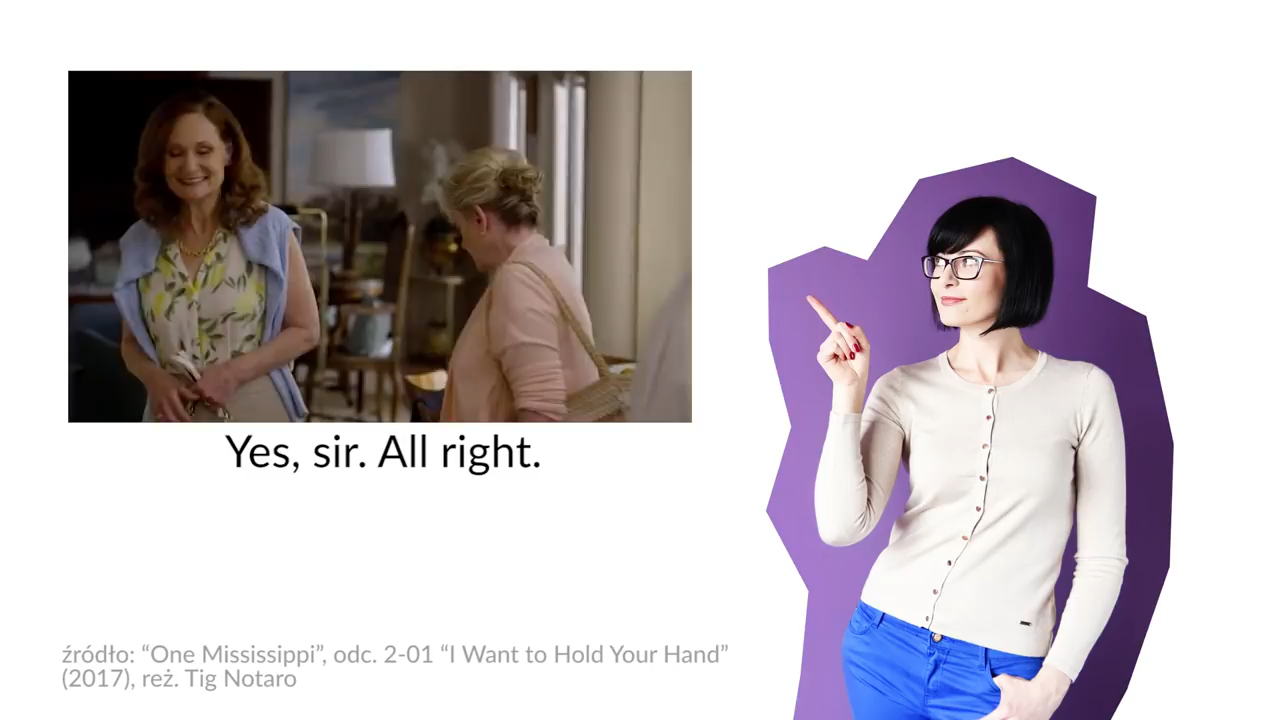 Yes, sir. All right.
źródło: “One Mississippi”, odc. 2-01 “I Want to Hold Your Hand”
(2017), reż. Tig Notaro